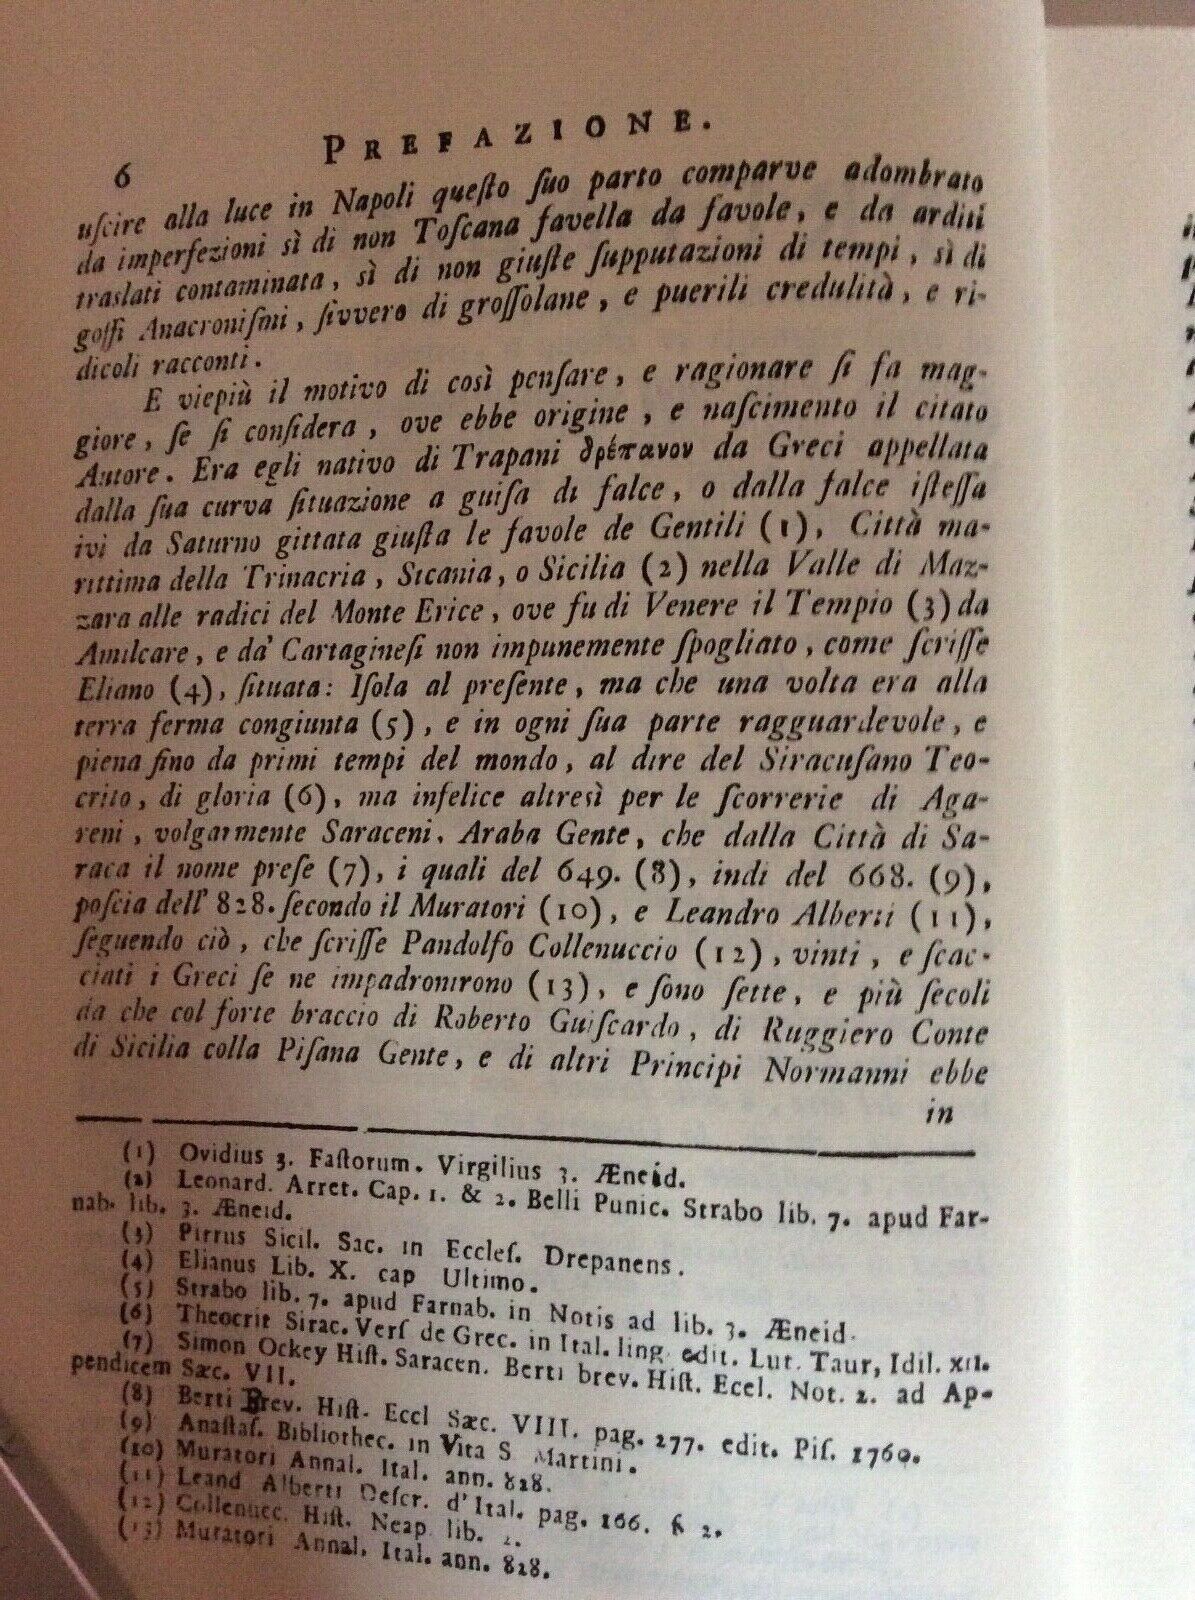 PREFAZIONE.
6
uſcire alla luce in Napoli queſto ſuo parto comparve adombrato
da imperfezioni sì di non Toſcana favella da favole, e da arditi
traslati contaminata, sì di non giuſte ſupputazioni di tempi, sì di
goffi Anacroniſmi, ſivvero di groſſolane, e puerili credulità, e ri-
dicoli racconti.
E viepiù il motivo di così penſare, e ragionare ſi fa mag-
giore, ſe ſi conſidera, ove ebbe origine, e naſcimento il citato
Autore. Era egli nativo di Trapani δρέπανον da Greci appellata
dalla ſua curva ſituazione a guiſa di falce, o dalla falce iſteſſa
ivi da Saturno gittata giuſta le favole de Gentili (1), Città ma-
rittima della Trinacria, Sicania, o Sicilia (2) nella Valle di Maz-
zara alle radici del Monte Erice, ove fu di Venere il Tempio (3) da
Amilcare, e da' Cartagineſi non impunemente ſpogliato, come ſcriſſe
Eliano (4), ſituata: Iſola al preſente, ma che una volta era alla
terra ferma congiunta (5), e in ogni ſua parte ragguardevole, e
piena fino da primi tempi del mondo, al dire del Siracuſano Teo-
crito, di gloria (6), ma infelice altresì per le ſcorrerie di Aga-
reni, volgarmente Saraceni, Araba Gente, che dalla Città di Sa-
raca il nome preſe (7), i quali del 649. (8), indi del 668. (9),
poſcia dell' 828. ſecondo il Muratori (10), e Leandro Alberti (11),
ſeguendo ciò, che ſcriſſe Pandolfo Collenuccio (12), vinti, e ſcac-
ciati i Greci ſe ne impadronirono (13), e ſono ſette, e più ſecoli
da che col forte braccio di Roberto Guiſcardo, di Ruggiero Conte
di Sicilia colla Piſana Gente, e di altri Principi Normanni ebbe
in
(1) Ovidius 3. Faſtorum. Virgilius 3. Æneid.
(2) Leonard. Arret. Cap. 1. & 2. Belli Punic. Strabo lib. 7. apud Far-
nab. lib. 3. Æneid.
(3) Pirrus Sicil. Sac. in Eccleſ. Drepanens.
(4) Elianus Lib. X. cap Ultimo.
(5) Strabo lib. 7. apud Farnab. in Notis ad lib. 3. Æneid.
(6) Theocrit Sirac. Verſ de Grec. in Ital. ling edit. Lut. Taur, Idil. XII.
(7) Simon Ockey Hiſt. Saracen. Berti brev. Hiſt. Ecel. Not. 2. ad Ap-
pendicem Sæc. VII.
(8) Berti Brev. Hiſt. Eccl Sæc. VIII. pag. 277. edit. Piſ. 1760.
(9) Anaſtaſ. Bibliothec. in Vita S Martini.
(10) Muratori Annal. Ital. ann. 828.
(11) Leand Alberti Deſcr. d'Ital. pag. 166. § 2.
(12) Collenucc. Hiſt. Neap lib. 2.
(13) Muratori Annal. Ital. ann. 828.